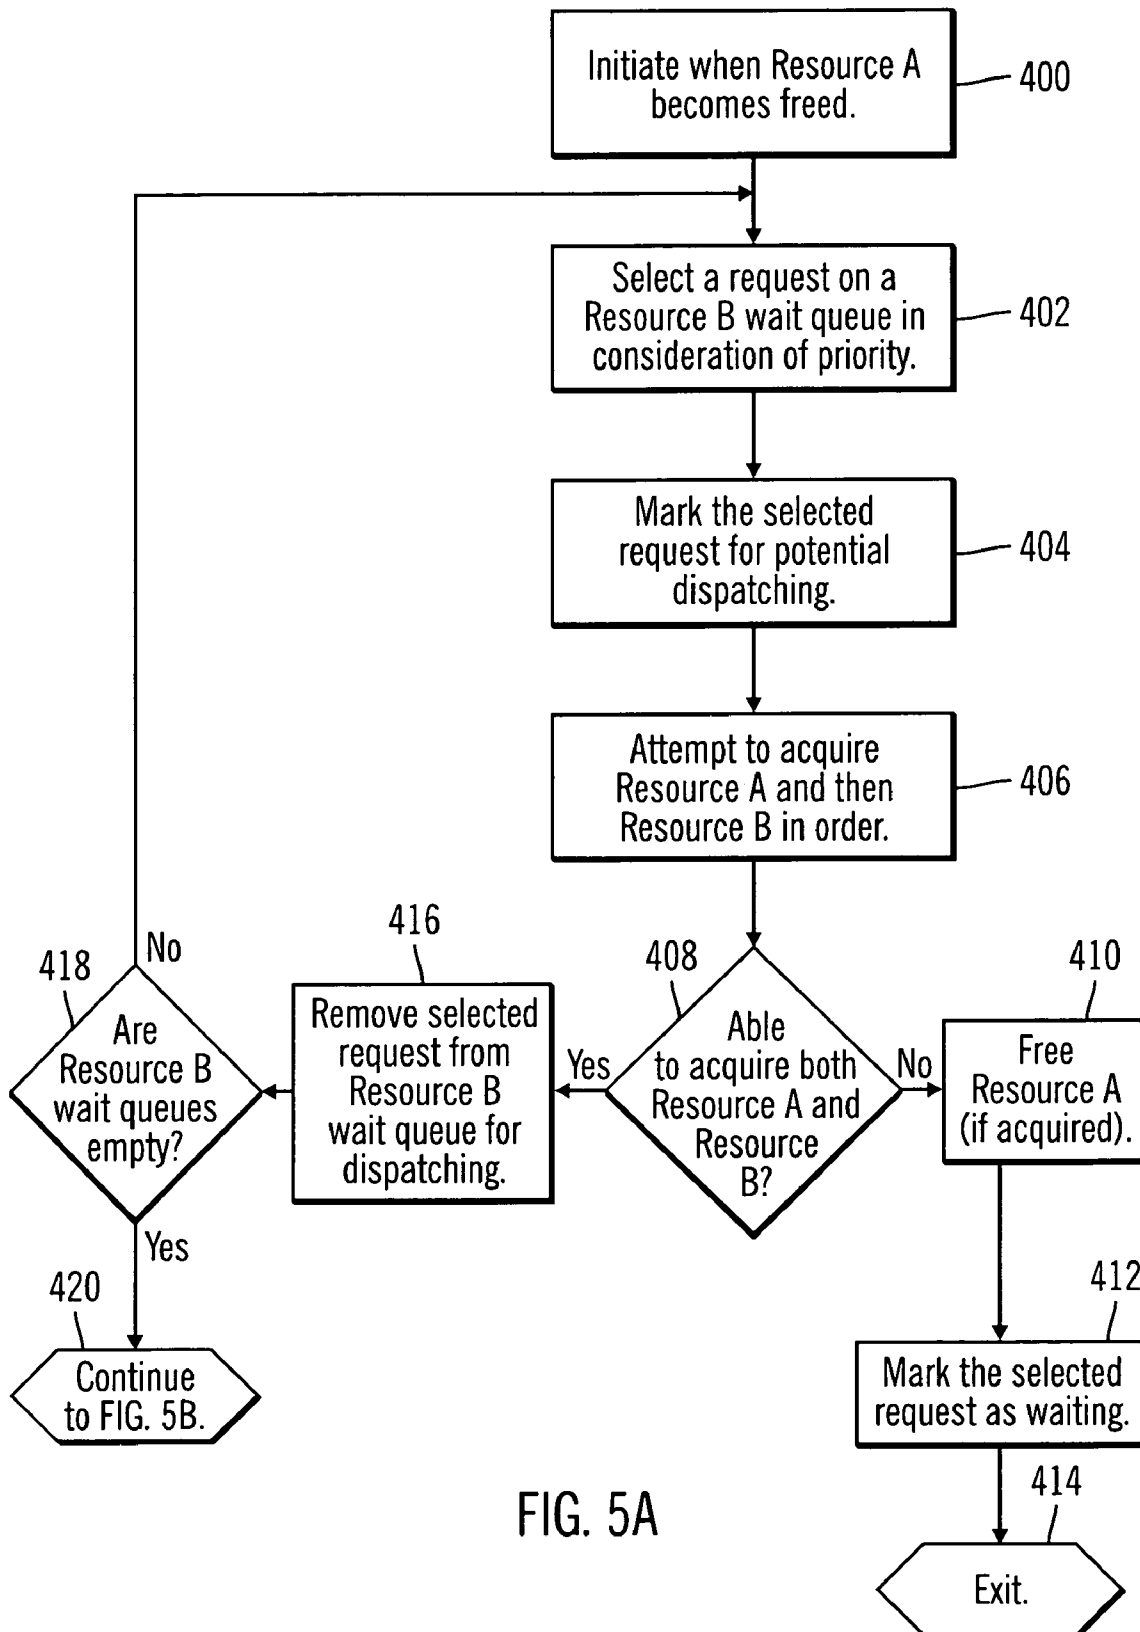 Initiate when Resource A
becomes freed.
400
Select a request on a
Resource B wait queue in
consideration of priority.
402
Mark the selected
request for potential
dispatching.
404
Attempt to acquire
Resource A and then
Resource B in order.
406
408
Able
to acquire both
Resource A and
Resource
B?
Yes
No
416
Remove selected
request from
Resource B
wait queue for
dispatching.
418
No
Are
Resource B
wait queues
empty?
Yes
420
Continue
to FIG. 5B.
410
Free
Resource A
(if acquired).
412
Mark the selected
request as waiting.
414
Exit.
FIG. 5A